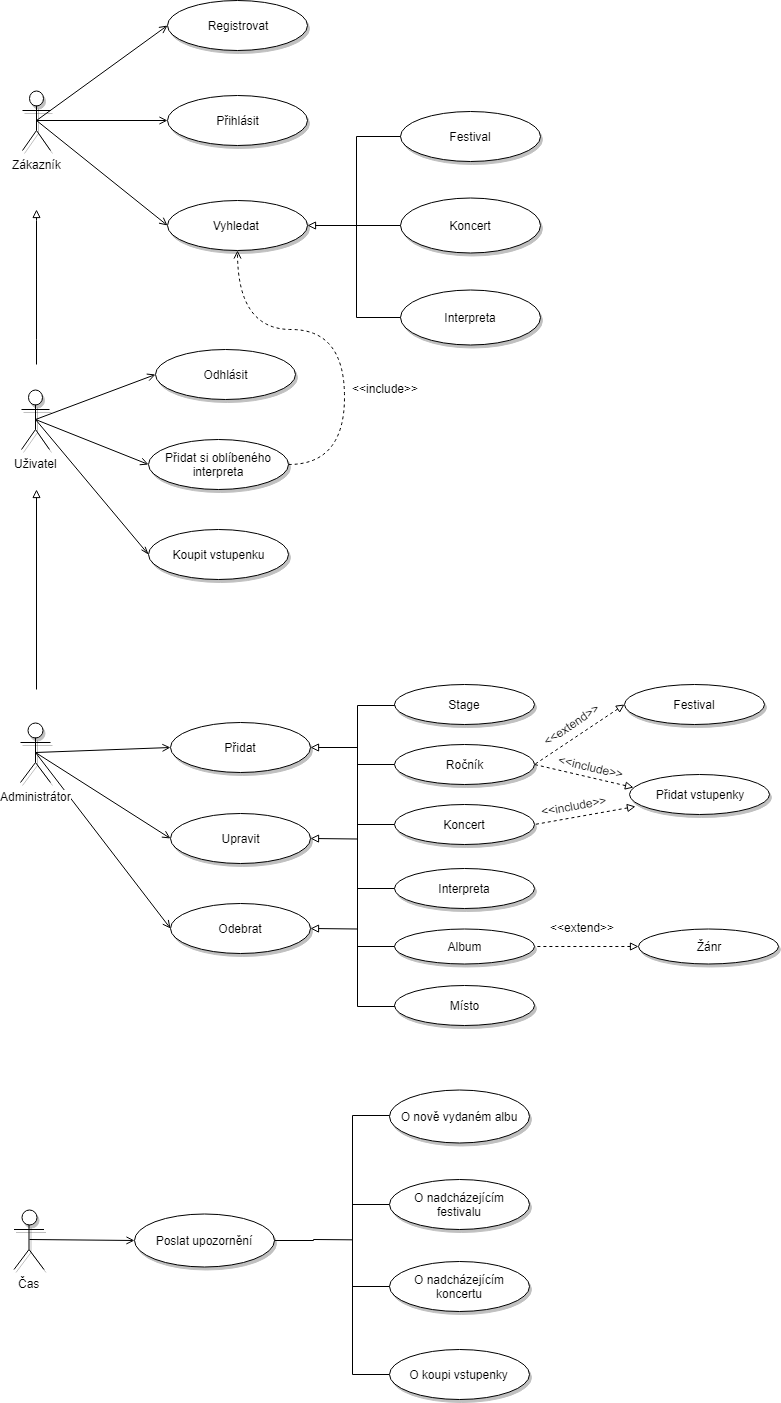 Registrovat
Zákazník
Přihlásit
Festival
Vyhledat
Koncert
Interpreta
Odhlásit
<<include>>
Uživatel
Přidat si oblíbeného
interpreta
Koupit vstupenku
Stage
Festival
<<extend>>
Přidat
Ročník
<<include>>
Přidat vstupenky
Administrátor
<<include>>
Koncert
Upravit
Interpreta
Odebrat
<<extend>>
Album
Žánr
Místo
O nově vydaném albu
O nadcházejícím
festivalu
Poslat upozornění
Čas
O nadcházejícím
koncertu
O koupi vstupenky